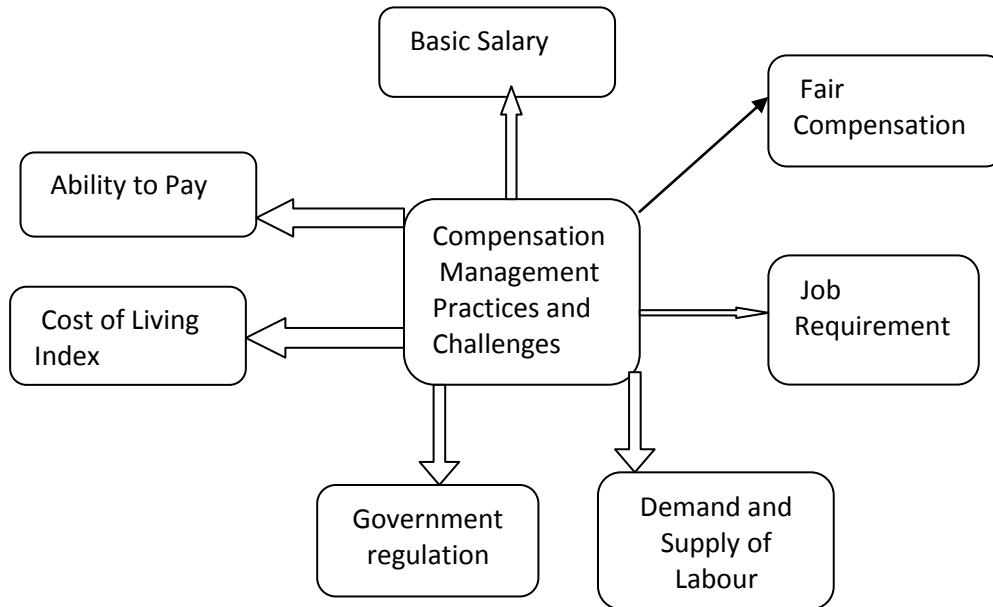 Basic Salary
Fair
Compensation
Ability to Pay
Compensation
Management
Practices and
Challenges
Job
Requirement
Cost of Living
Index
Government
regulation
Demand and
Supply of
Labour